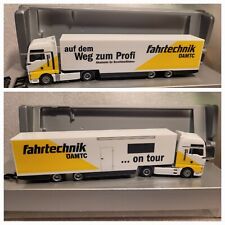 auf dem
Weg zum Profi
fahrtechnik
ÖAMTC
fahrtechnik
ÖAMTC
... on tour